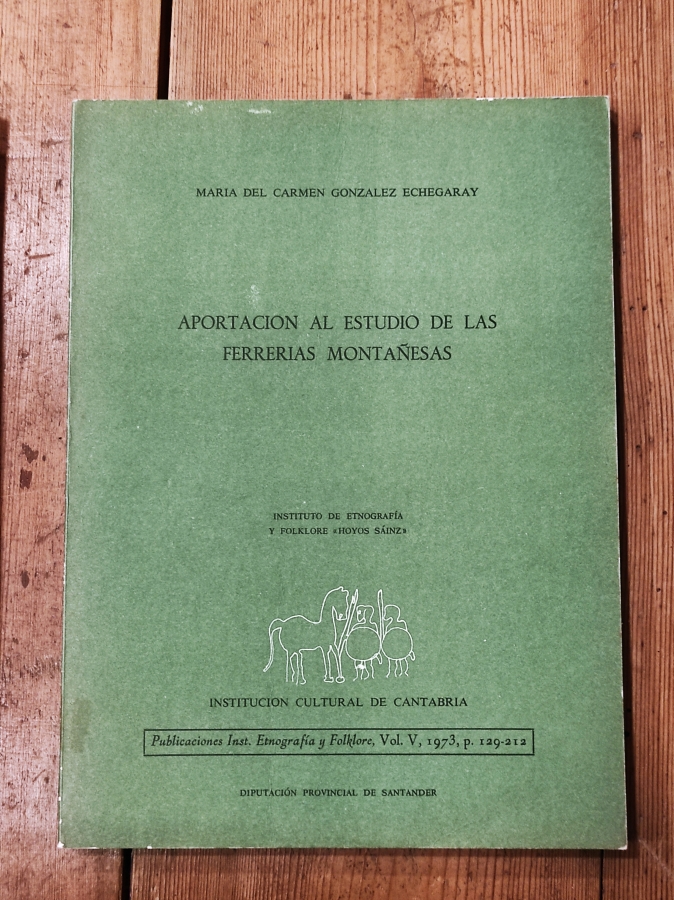 MARIA DEL CARMEN GONZALEZ ECHEGARAY
APORTACION AL ESTUDIO DE LAS
FERRERIAS MONTAÑESAS
INSTITUTO DE ETNOGRAFÍA
Y FOLKLORE «HOYOS SÁINZ»
INSTITUCION CULTURAL DE CANTABRIA
Publicaciones Inst. Etnografía y Folklore, Vol. V, 1973, p. 129-212
DIPUTACIÓN PROVINCIAL DE SANTANDER